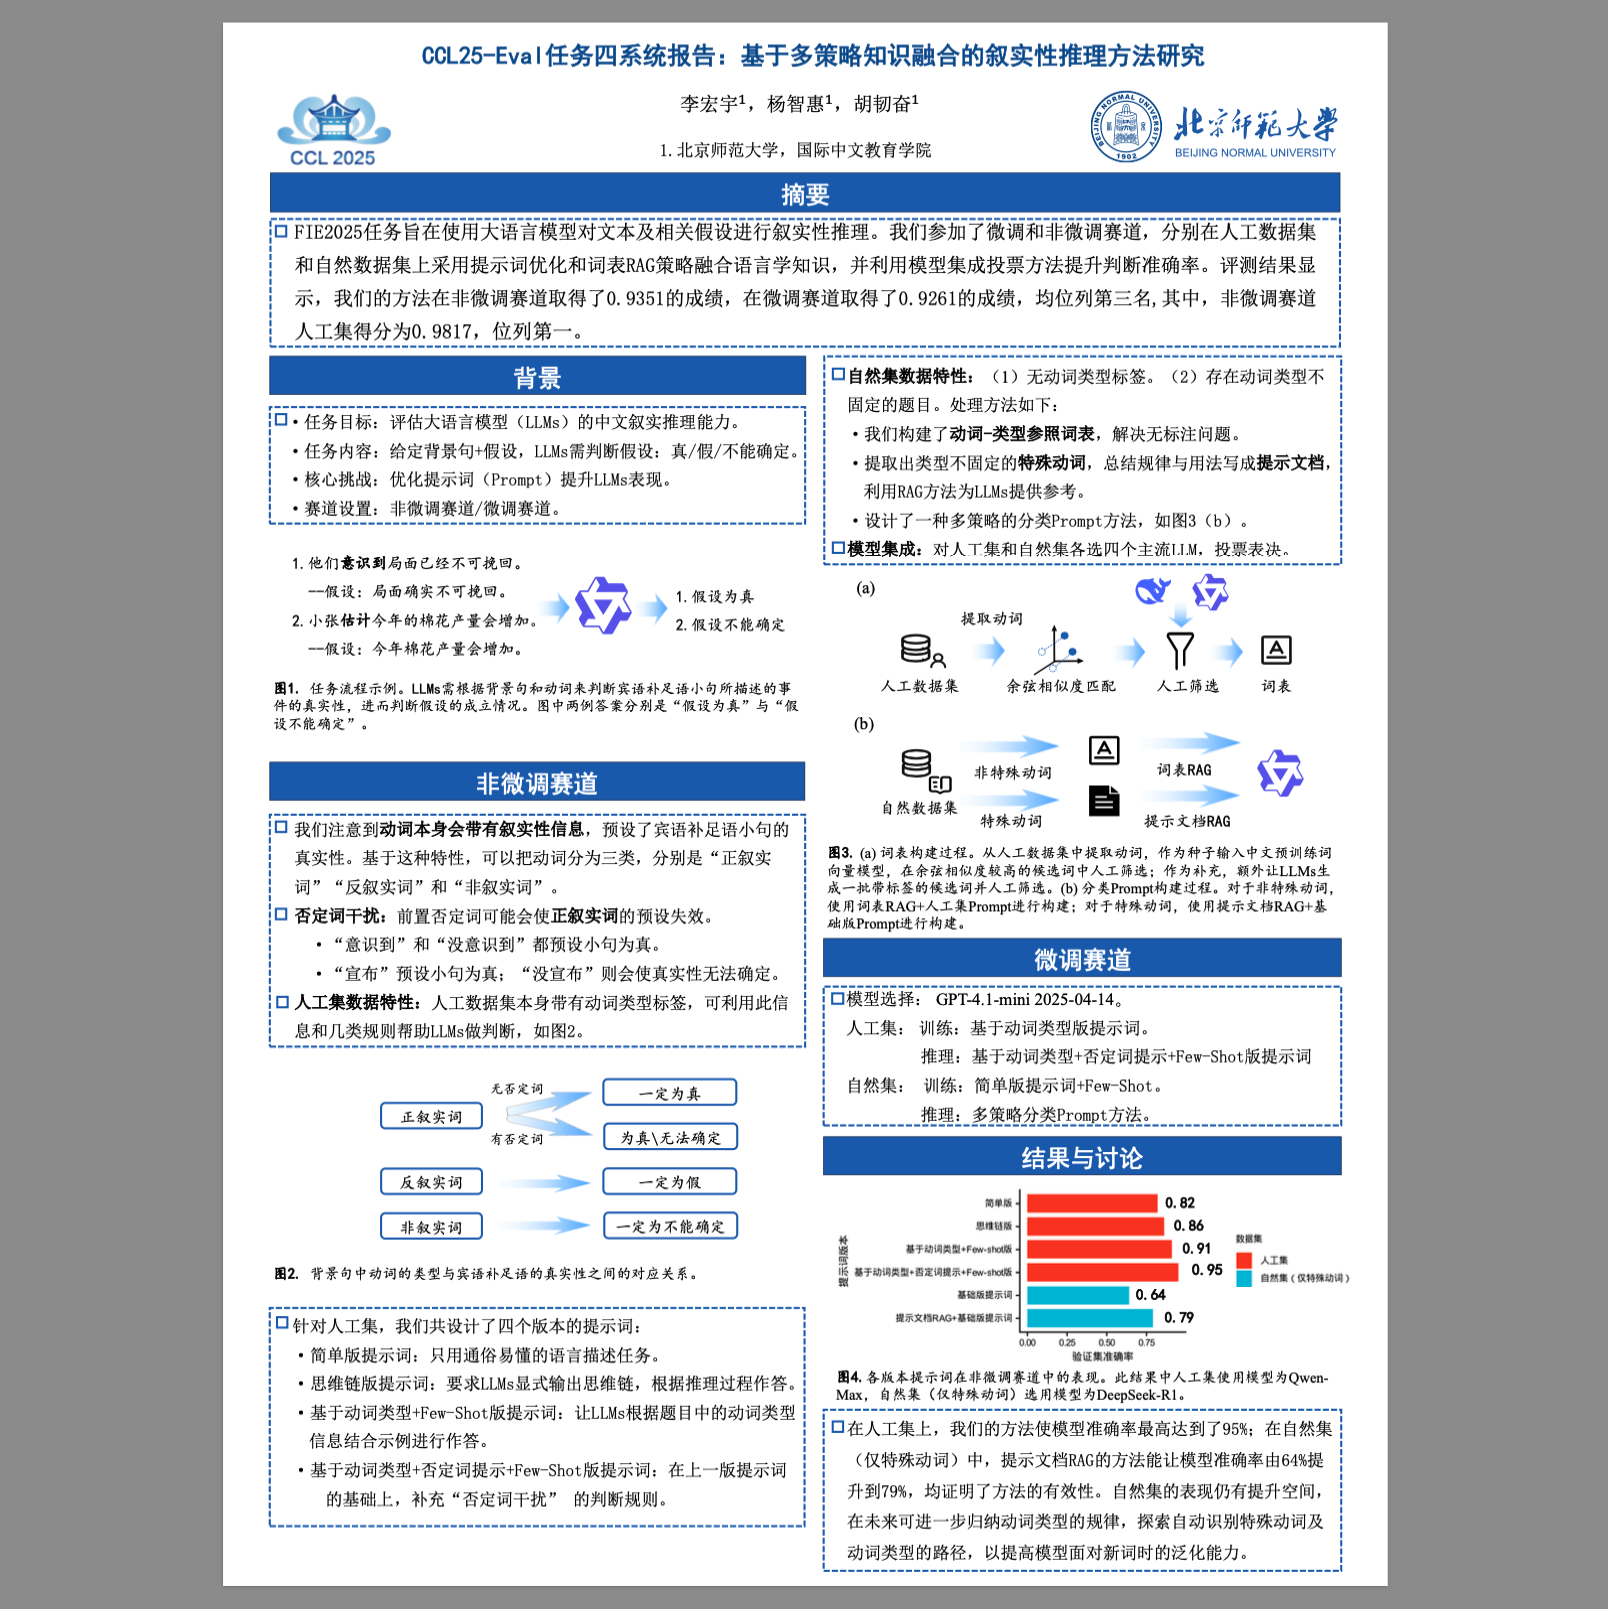 CCL25-Eval任务四系统报告：基于多策略知识融合的叙实性推理方法研究
李宏宇¹，杨智惠¹，胡韧奋¹
1.北京师范大学，国际中文教育学院
CCL 2025
BEIJING NORMAL UNIVERSITY
1902
北京师范大学
BEIJING NORMAL UNIVERSITY
摘要
FIE2025任务旨在使用大语言模型对文本及相关假设进行叙实性推理。我们参加了微调和非微调赛道，分别在人工数据集
和自然数据集上采用提示词优化和词表RAG策略融合语言学知识，并利用模型集成投票方法提升判断准确率。评测结果显
示，我们的方法在非微调赛道取得了0.9351的成绩，在微调赛道取得了0.9261的成绩，均位列第三名,其中，非微调赛道
人工集得分为0.9817，位列第一。
背景
•任务目标：评估大语言模型（LLMs）的中文叙实推理能力。
•任务内容：给定背景句+假设，LLMs需判断假设：真/假/不能确定。
•核心挑战：优化提示词（Prompt）提升LLMs表现。
•赛道设置：非微调赛道/微调赛道。
1.他们意识到局面已经不可挽回。
—假设：局面确实不可挽回。
2.小张估计今年的棉花产量会增加。
—假设：今年棉花产量会增加。
1.假设为真
2.假设不能确定
图1. 任务流程示例。LLMs需根据背景句和动词来判断宾语补足语小句所描述的事
件的真实性，进而判断假设的成立情况。图中两例答案分别是“假设为真”与“假
设不能确定”。
非微调赛道
我们注意到动词本身会带有叙实性信息，预设了宾语补足语小句的
真实性。基于这种特性，可以把动词分为三类，分别是“正叙实
词”“反叙实词”和“非叙实词”。
否定词干扰：前置否定词可能会使正叙实词的预设失效。
•“意识到”和“没意识到”都预设小句为真。
•“宣布”预设小句为真；“没宣布”则会使真实性无法确定。
人工集数据特性：人工数据集本身带有动词类型标签，可利用此信
息和几类规则帮助LLMs做判断，如图2。
正叙实词
无否定词
有否定词
一定为真
为真\无法确定
反叙实词
一定为假
非叙实词
一定为不能确定
图2. 背景句中动词的类型与宾语补足语的真实性之间的对应关系。
针对人工集，我们共设计了四个版本的提示词：
•简单版提示词：只用通俗易懂的语言描述任务。
•思维链版提示词：要求LLMs显式输出思维链，根据推理过程作答。
•基于动词类型+Few-Shot版提示词：让LLMs根据题目中的动词类型
信息结合示例进行作答。
•基于动词类型+否定词提示+Few-Shot版提示词：在上一版提示词
的基础上，补充“否定词干扰” 的判断规则。
自然集数据特性：（1）无动词类型标签。（2）存在动词类型不
固定的题目。处理方法如下：
•我们构建了动词-类型参照词表，解决无标注问题。
•提取出类型不固定的特殊动词，总结规律与用法写成提示文档，
利用RAG方法为LLMs提供参考。
•设计了一种多策略的分类Prompt方法，如图3（b）。
模型集成：对人工集和自然集各选四个主流LLM，投票表决。
(a)
提取动词
人工数据集
余弦相似度匹配
人工筛选
词表
(b)
自然数据集
非特殊动词
特殊动词
词表RAG
提示文档RAG
图3. (a) 词表构建过程。从人工数据集中提取动词，作为种子输入中文预训练词
向量模型，在余弦相似度较高的候选词中人工筛选；作为补充，额外让LLMs生
成一批带标签的候选词并人工筛选。(b) 分类Prompt构建过程。对于非特殊动词，
使用词表RAG+人工集Prompt进行构建；对于特殊动词，使用提示文档RAG+基
础版Prompt进行构建。
微调赛道
模型选择： GPT-4.1-mini 2025-04-14。
人工集： 训练：基于动词类型版提示词。
推理：基于动词类型+否定词提示+Few-Shot版提示词
自然集： 训练：简单版提示词+Few-Shot。
推理：多策略分类Prompt方法。
结果与讨论
提示词版本
简单版 0.82
思维链版 0.86
基于动词类型+Few-shot版 0.91
基于动词类型+否定词提示+Few-shot版 0.95
基础版提示词 0.64
提示文档RAG+基础版提示词 0.79
0.00 0.25 0.50 0.75
验证集准确率
数据集
人工集
自然集（仅特殊动词）
图4. 各版本提示词在非微调赛道中的表现。此结果中人工集使用模型为Qwen-
Max，自然集（仅特殊动词）选用模型为DeepSeek-R1。
在人工集上，我们的方法使模型准确率最高达到了95%；在自然集
（仅特殊动词）中，提示文档RAG的方法能让模型准确率由64%提
升到79%，均证明了方法的有效性。自然集的表现仍有提升空间，
在未来可进一步归纳动词类型的规律，探索自动识别特殊动词及
动词类型的路径，以提高模型面对新词时的泛化能力。